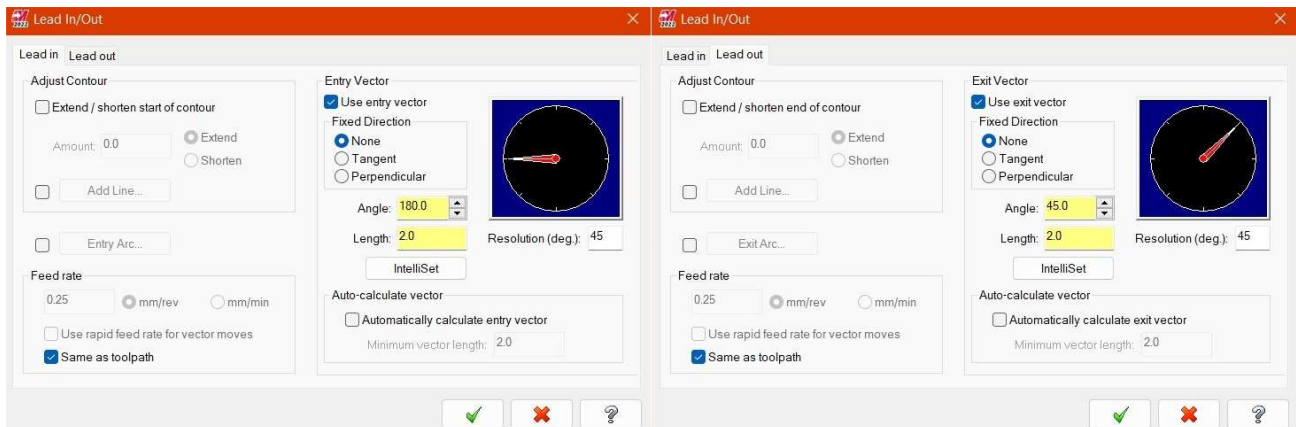 Lead In/Out
Lead in Lead out
Adjust Contour
Extend / shorten start of contour
Amount: 0.0
Extend
Shorten
Add Line...
Entry Arc...
Feed rate
0.25 mm/rev mm/min
Use rapid feed rate for vector moves
Same as toolpath
Entry Vector
Use entry vector
Fixed Direction
None
Tangent
Perpendicular
Angle: 180.0
Length: 2.0 Resolution (deg.): 45
IntelliSet
Auto-calculate vector
Automatically calculate entry vector
Minimum vector length: 2.0
Lead In/Out
Lead in Lead out
Adjust Contour
Extend / shorten end of contour
Amount: 0.0
Extend
Shorten
Add Line...
Exit Arc...
Feed rate
0.25 mm/rev mm/min
Use rapid feed rate for vector moves
Same as toolpath
Exit Vector
Use exit vector
Fixed Direction
None
Tangent
Perpendicular
Angle: 45.0
Length: 2.0 Resolution (deg.): 45
IntelliSet
Auto-calculate vector
Automatically calculate exit vector
Minimum vector length: 2.0